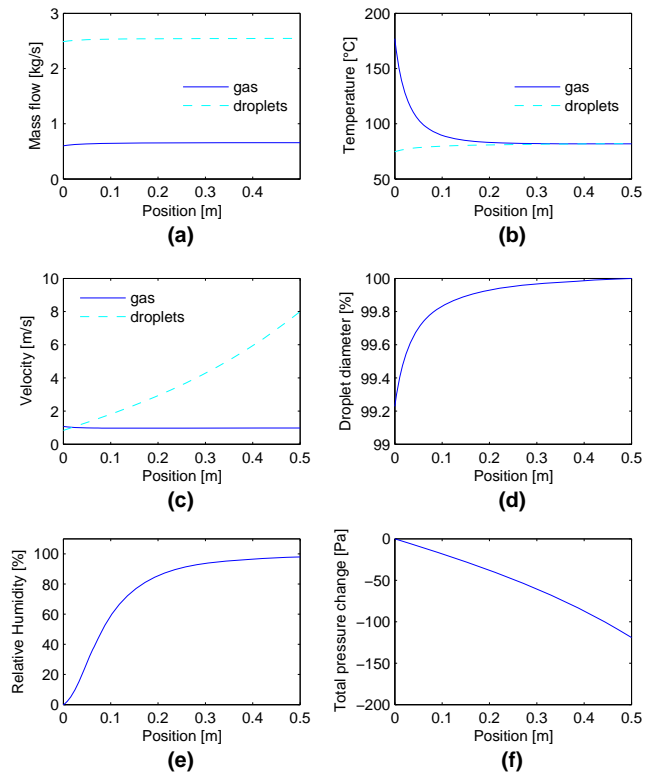 3
2
1
0
Mass flow [kg/s]
gas
droplets
0 0.1 0.2 0.3 0.4
Position [m]
(a)
200
150
100
50
Temperature [°C]
gas
droplets
0 0.1 0.2 0.3 0.4 0.5
Position [m]
(b)
10
8
6
4
2
0
Velocity [m/s]
gas
droplets
0 0.1 0.2 0.3 0.4 0.5
Position [m]
(c)
100
99.8
99.6
99.4
99.2
99
Droplet diameter [%]
0 0.1 0.2 0.3 0.4 0.5
Position [m]
(d)
100
80
60
40
20
0
Relative Humidity [%]
0 0.1 0.2 0.3 0.4 0.5
Position [m]
(e)
0
−50
−100
−150
−200
Total pressure change [Pa]
0 0.1 0.2 0.3 0.4 0.5
Position [m]
(f)